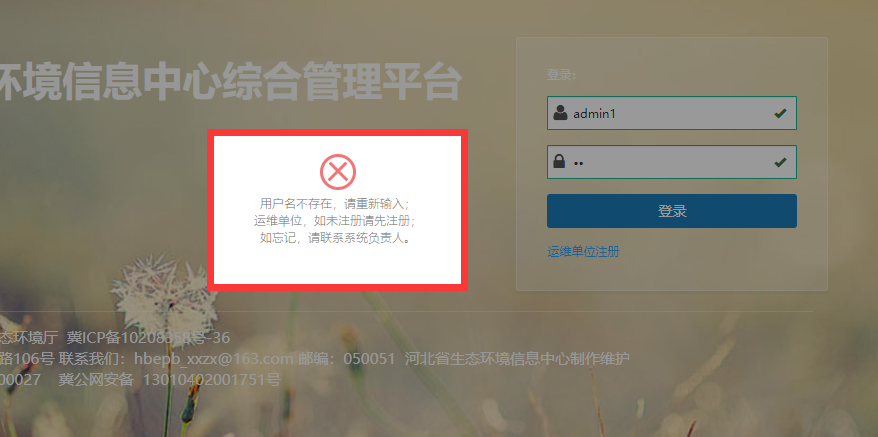 环境信息中心综合管理平台
登录：
admin1
••
登录
运维单位注册
用户名不存在，请重新输入；
运维单位，如未注册请先注册；
如忘记，请联系系统负责人。
态环境厅 冀ICP备10208358号-36
路106号 联系我们：hbepb_xxzx@163.com 邮编：050051 河北省生态环境信息中心制作维护
00027 冀公网安备 13010402001751号